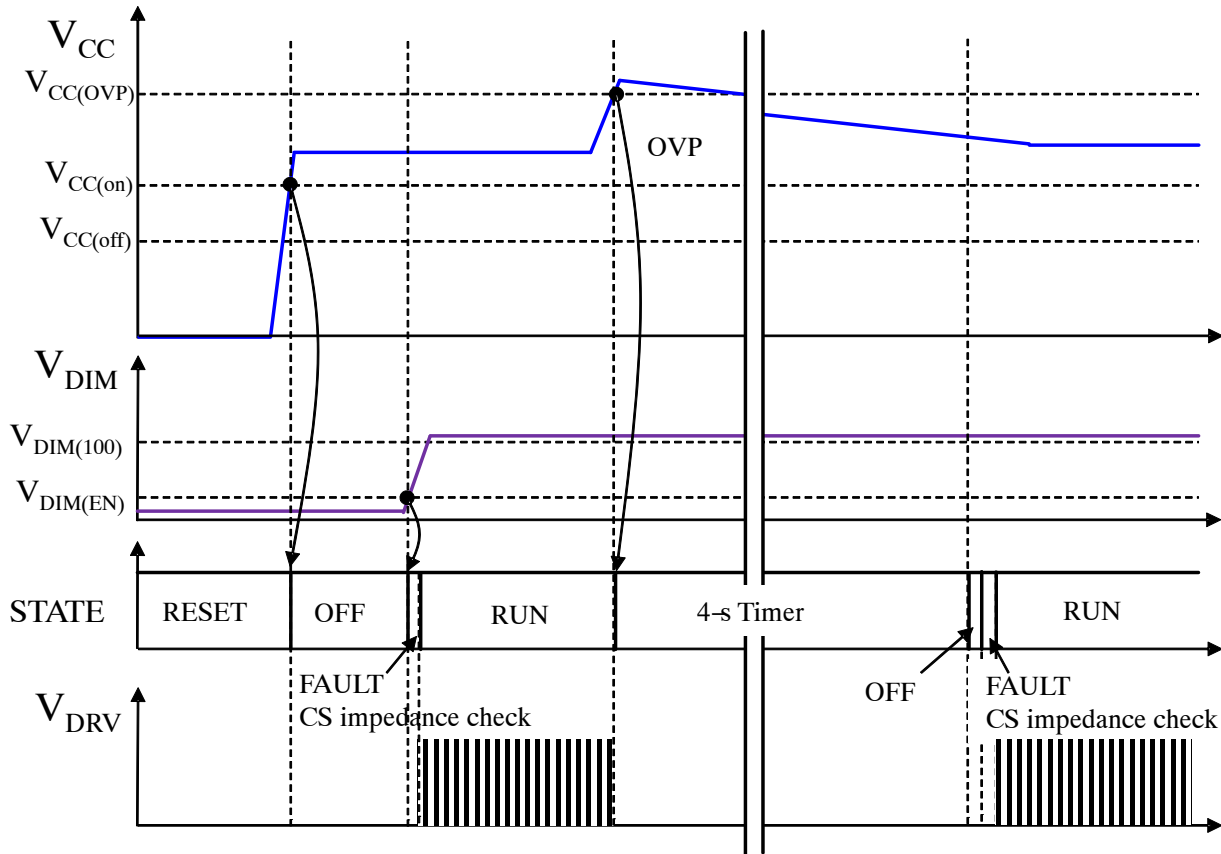 VCC
VCC(OVP)
OVP
VCC(on)
VCC(off)
VDIM
VDIM(100)
VDIM(EN)
STATE
RESET
OFF
RUN
4-s Timer
RUN
FAULT
CS impedance check
OFF
FAULT
CS impedance check
VDRV